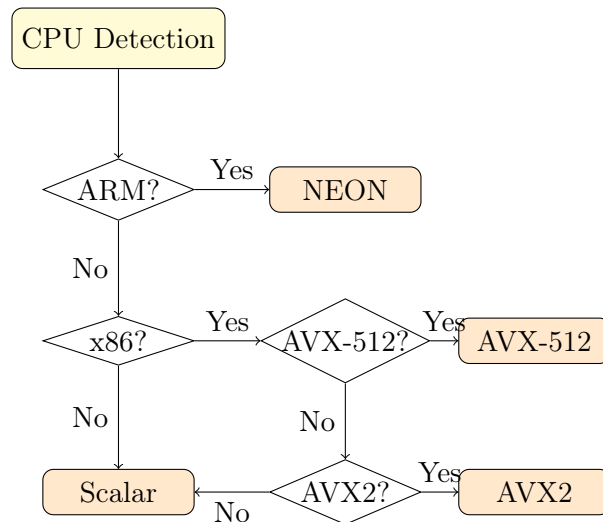 CPU Detection
ARM?
Yes
NEON
No
x86?
Yes
AVX-512?
Yes
AVX-512
No
No
Scalar
No
AVX2?
Yes
AVX2